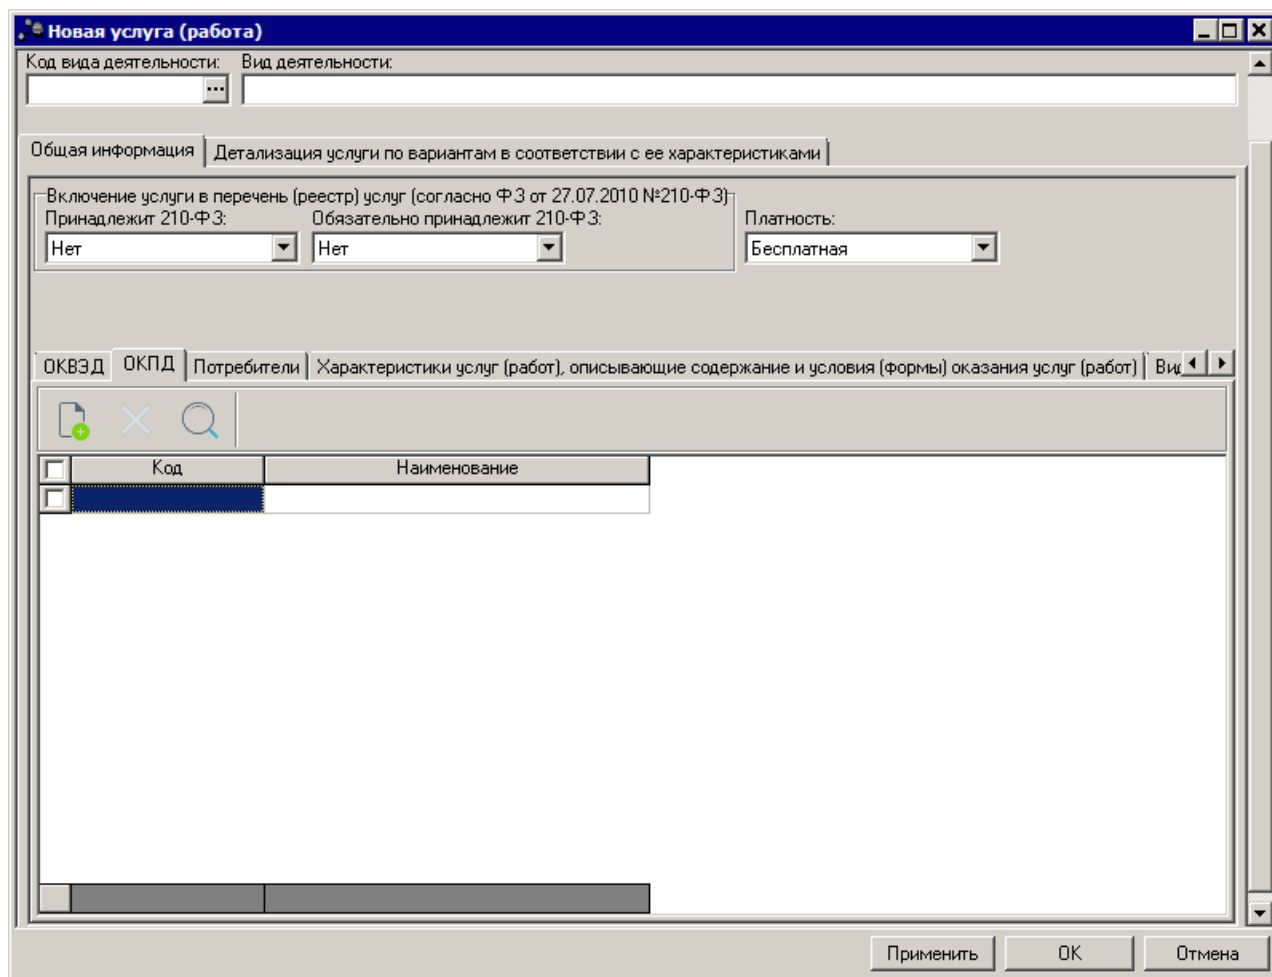 Новая услуга (работа)
Код вида деятельности: Вид деятельности:
Общая информация Детализация услуги по вариантам в соответствии с ее характеристиками
Включение услуги в перечень (реестр) услуг (согласно ФЗ от 27.07.2010 №210-ФЗ)
Принадлежит 210-ФЗ: Обязательно принадлежит 210-ФЗ: Платность:
Нет Нет Бесплатная
ОКВЭД ОКПД Потребители Характеристики услуг (работ), описывающие содержание и условия (формы) оказания услуг (работ)
Код Наименование
Применить OK Отмена